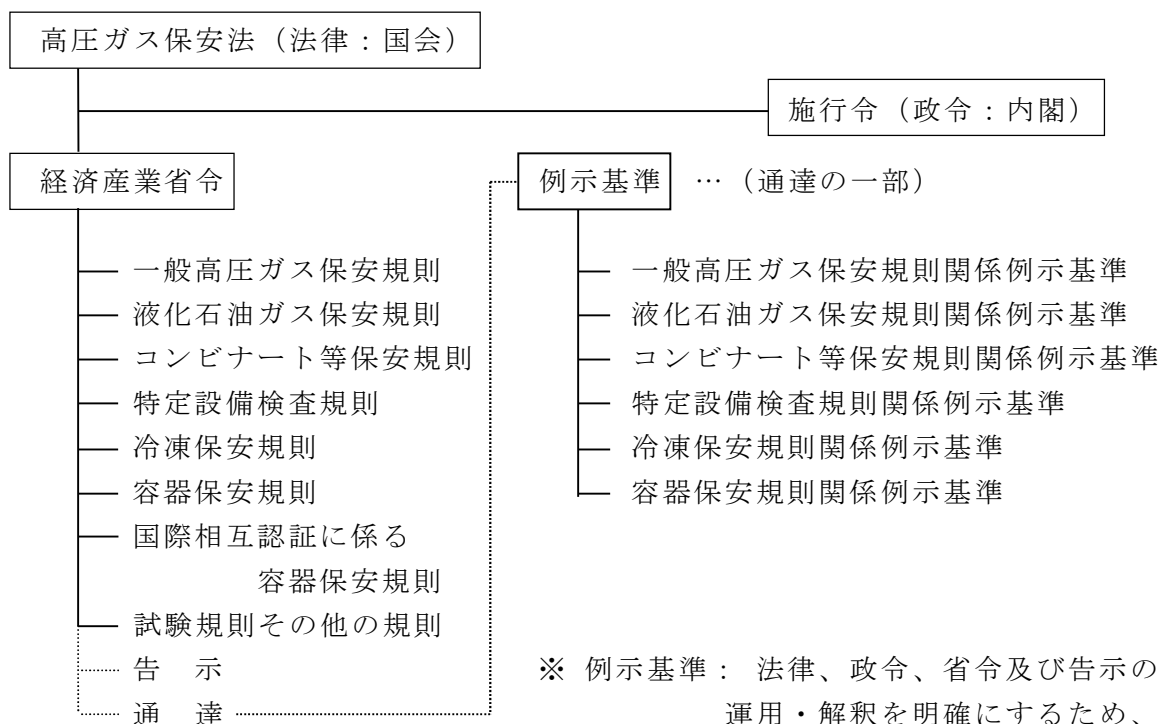 高圧ガス保安法（法律：国会）
施行令（政令：内閣）
経済産業省令
例示基準 …（通達の一部）
一般高圧ガス保安規則
液化石油ガス保安規則
コンビナート等保安規則
特定設備検査規則
冷凍保安規則
容器保安規則
国際相互認証に係る
容器保安規則
試験規則その他の規則
告　示
通　達
一般高圧ガス保安規則関係例示基準
液化石油ガス保安規則関係例示基準
コンビナート等保安規則関係例示基準
特定設備検査規則関係例示基準
冷凍保安規則関係例示基準
容器保安規則関係例示基準
※ 例示基準： 法律、政令、省令及び告示の
運用・解釈を明確にするため、